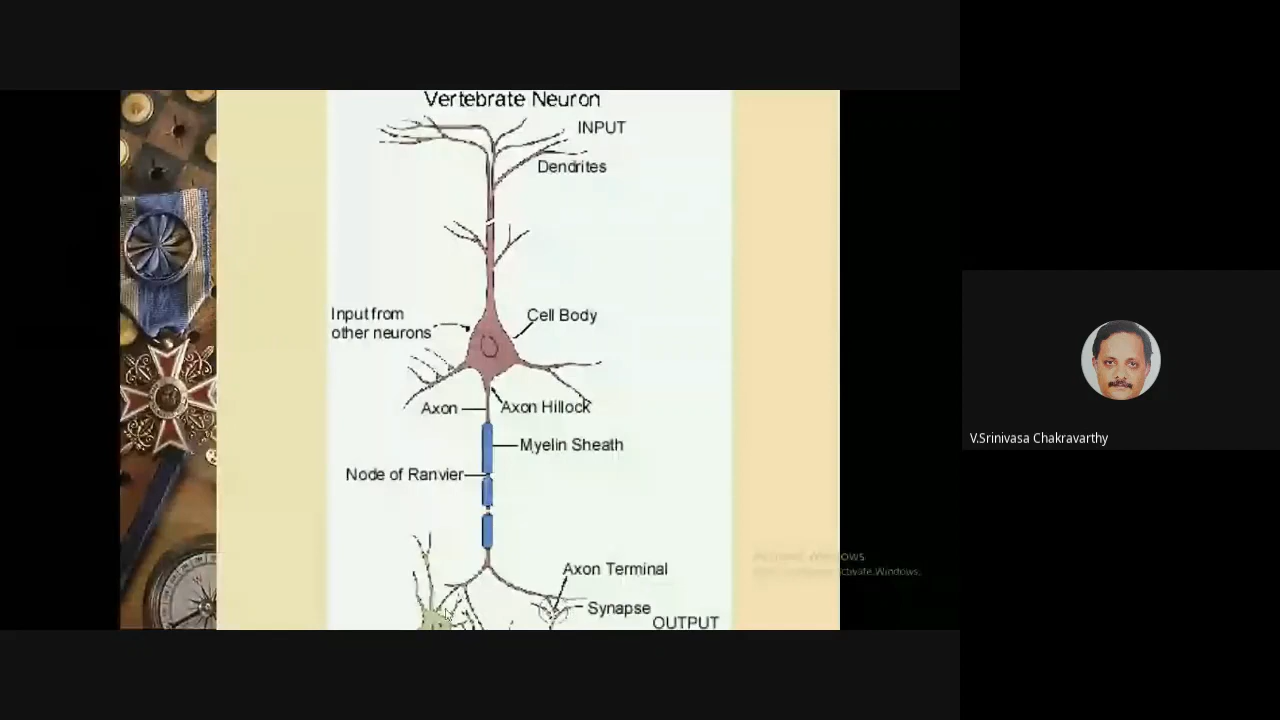 Vertebrate Neuron
INPUT
Dendrites
Input from
other neurons
Cell Body
Axon
Axon Hillock
Myelin Sheath
Node of Ranvier
Axon Terminal
Synapse
OUTPUT
V.Srinivasa Chakravarthy